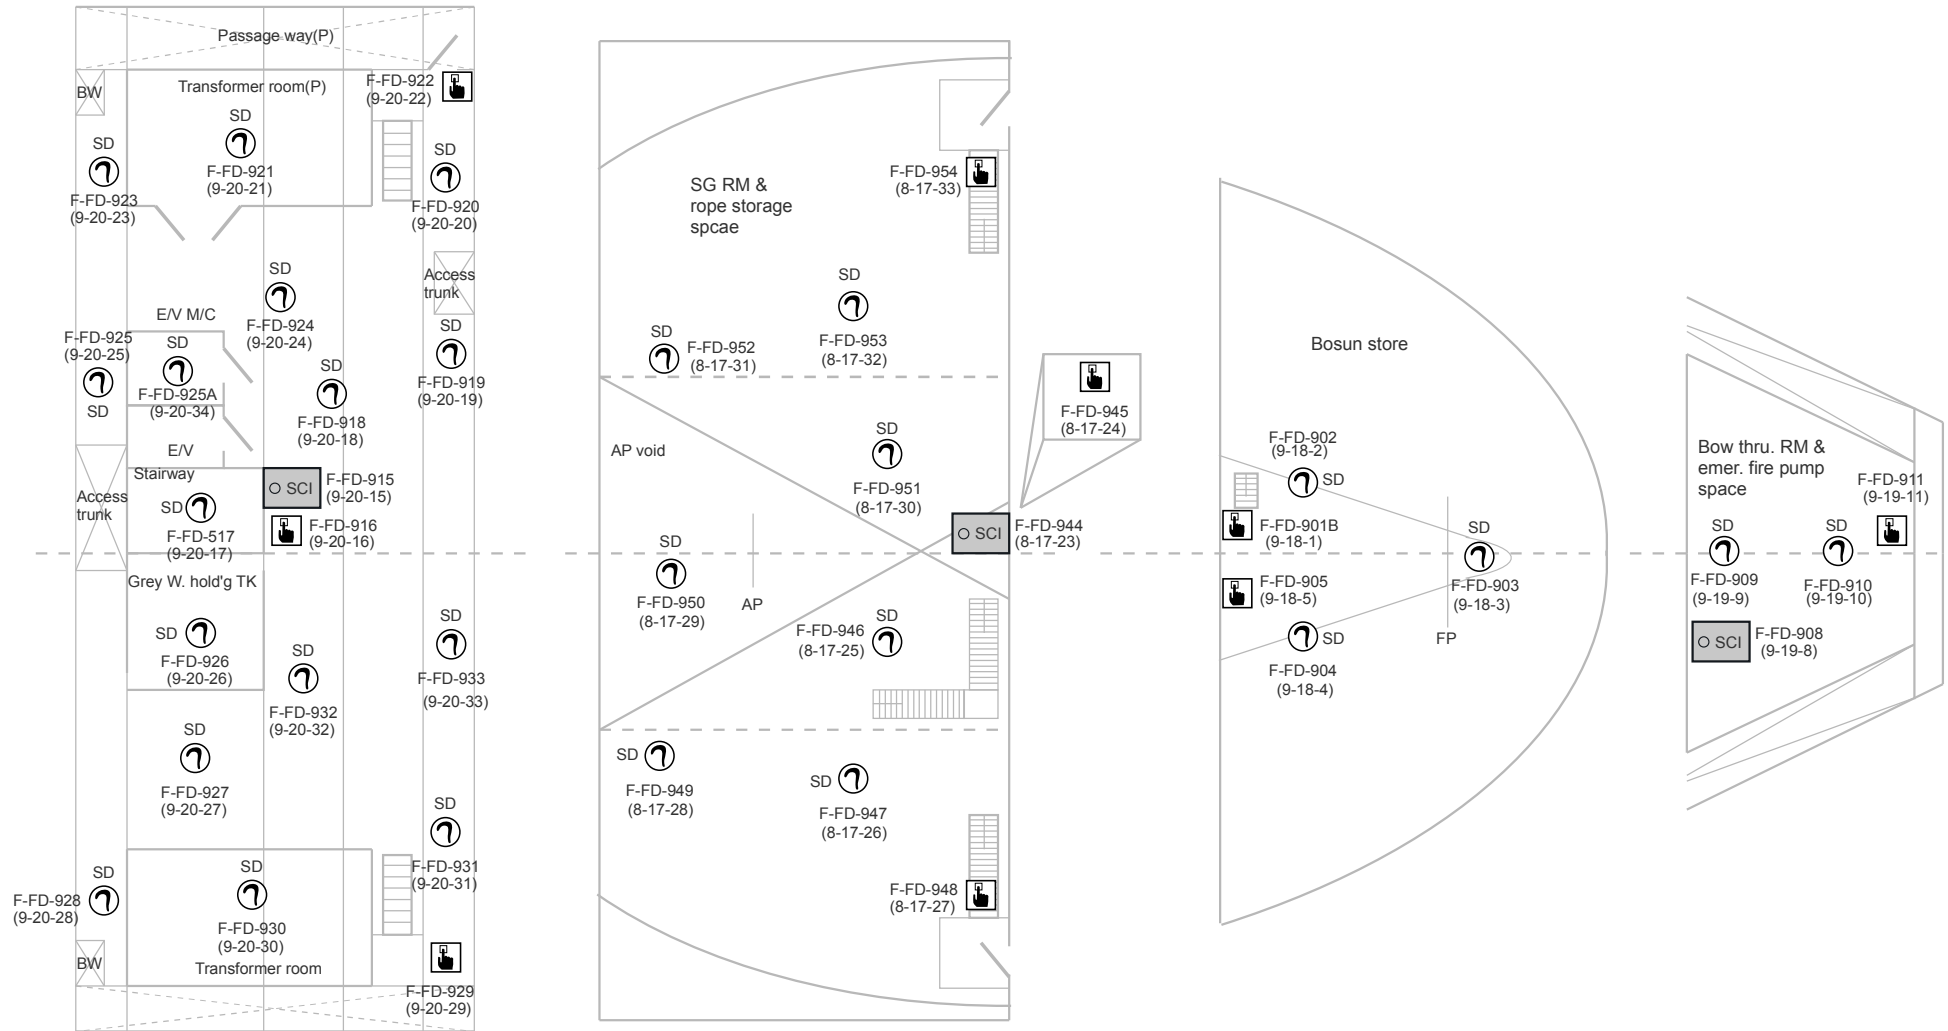 Passage way(P)
BW
Transformer room(P)
F-FD-922
(9-20-22)
SD
F-FD-921
(9-20-21)
SD
F-FD-923
(9-20-23)
SD
F-FD-920
(9-20-20)
SD
F-FD-924
(9-20-24)
Access
trunk
E/V M/C
F-FD-925
(9-20-25)
SD
SD
F-FD-925A
(9-20-34)
SD
F-FD-918
(9-20-18)
SD
F-FD-919
(9-20-19)
E/V
Stairway
SCI
F-FD-915
(9-20-15)
Access
trunk
SD
F-FD-517
(9-20-17)
F-FD-916
(9-20-16)
Grey W. hold'g TK
SD
F-FD-926
(9-20-26)
SD
F-FD-932
(9-20-32)
SD
F-FD-933
(9-20-33)
SD
F-FD-927
(9-20-27)
SD
F-FD-931
(9-20-31)
SD
F-FD-928
(9-20-28)
SD
F-FD-930
(9-20-30)
Transformer room
BW
F-FD-929
(9-20-29)
SG RM &
rope storage
spcae
F-FD-954
(8-17-33)
SD
F-FD-953
(8-17-32)
SD
F-FD-952
(8-17-31)
AP void
SD
F-FD-951
(8-17-30)
F-FD-945
(8-17-24)
SCI
F-FD-944
(8-17-23)
SD
F-FD-950
(8-17-29)
AP
SD
F-FD-946
(8-17-25)
SD
F-FD-949
(8-17-28)
SD
F-FD-947
(8-17-26)
F-FD-948
(8-17-27)
Bosun store
F-FD-902
(9-18-2)
SD
F-FD-901B
(9-18-1)
SD
F-FD-903
(9-18-3)
F-FD-905
(9-18-5)
SD
F-FD-904
(9-18-4)
FP
Bow thru. RM &
emer. fire pump
space
F-FD-911
(9-19-11)
SD
F-FD-909
(9-19-9)
SD
F-FD-910
(9-19-10)
SCI
F-FD-908
(9-19-8)